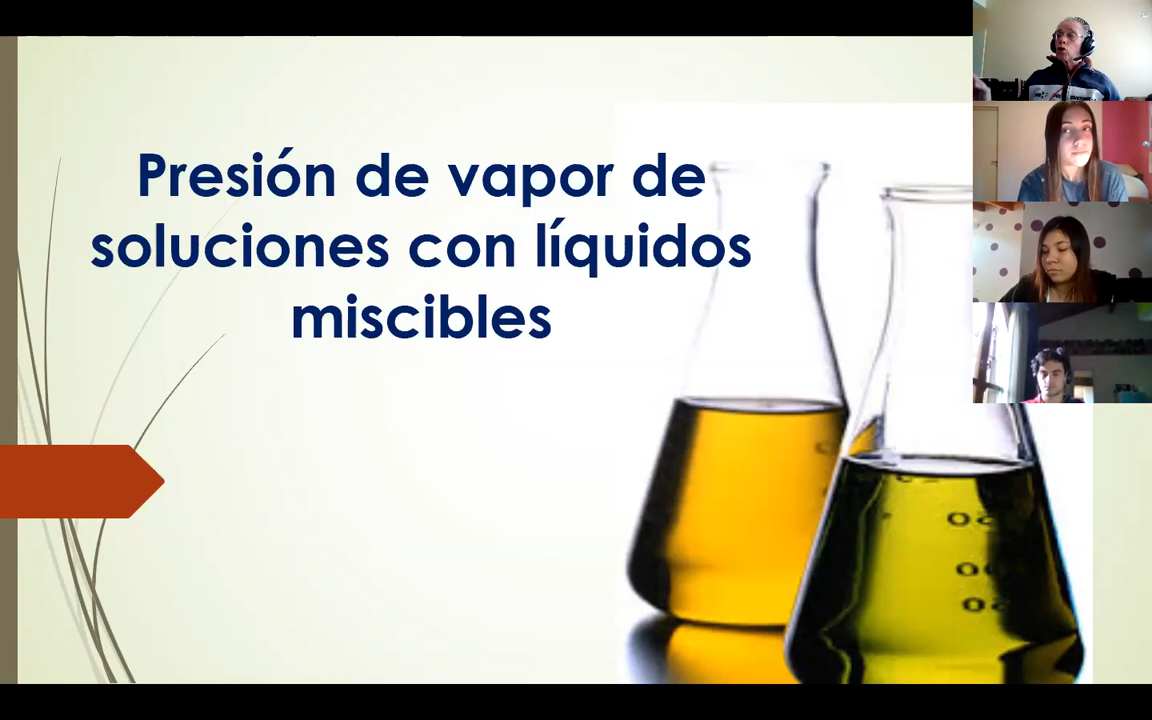 Presión de vapor de
soluciones con líquidos
miscibles